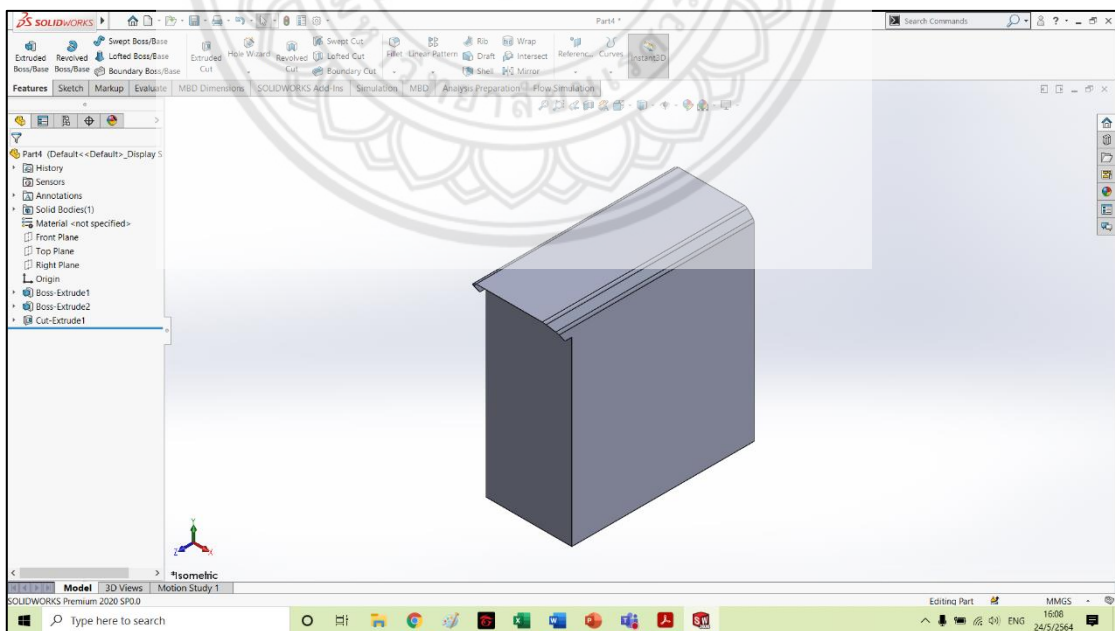 SOLIDWORKS
Part4 *
Search Commands
Extruded Boss/Base
Revolved Boss/Base
Swept Boss/Base
Lofted Boss/Base
Boundary Boss/Base
Extruded Cut
Hole Wizard
Revolved Cut
Swept Cut
Lofted Cut
Boundary Cut
Fillet
Linear Pattern
Rib
Draft
Shell
Wrap
Intersect
Mirror
Referenc...
Curves
Instant3D
Features Sketch Markup Evaluate MBD Dimensions SOLIDWORKS Add-Ins Simulation MBD Analysis Preparation Flow Simulation
Part4 (Default<<Default>_Display S
History
Sensors
Annotations
Solid Bodies(1)
Material <not specified>
Front Plane
Top Plane
Right Plane
Origin
Boss-Extrude1
Boss-Extrude2
Cut-Extrude1
*Isometric
Model 3D Views Motion Study 1
SOLIDWORKS Premium 2020 SP0.0
Editing Part MMGS
Type here to search
ENG
16:08
24/5/2564